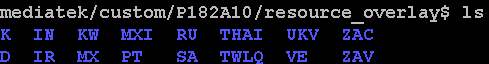 mediatek/custom/P182A10/resource_overlay$ ls
K IN KW MXI RU THAI UKV ZAC
D IR MX PT SA TWLQ VE ZAV